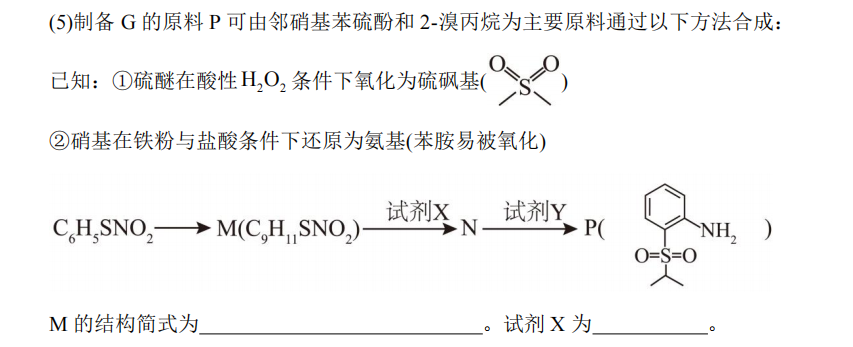 (5)制备 G 的原料 P 可由邻硝基苯硫酚和 2-溴丙烷为主要原料通过以下方法合成:
已知：①硫醚在酸性 H₂O₂ 条件下氧化为硫砜基( O O S )
②硝基在铁粉与盐酸条件下还原为氨基(苯胺易被氧化)
C₆H₅SNO₂ → M(C₉H₁₁SNO₂) 试剂X → N 试剂Y → P( NH₂ O=S=O )
M 的结构简式为____________________。试剂 X 为__________。